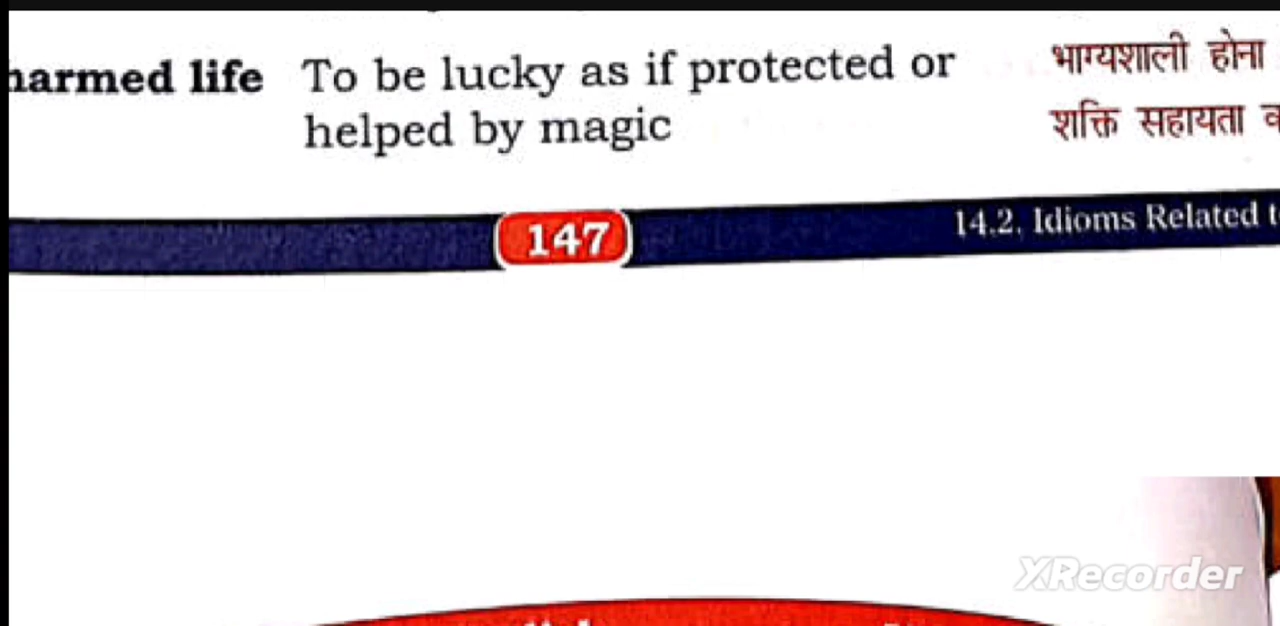 harmed life To be lucky as if protected or भाग्यशाली होना
helped by magic शक्ति सहायता
147
14.2. Idioms Related
XRecorder